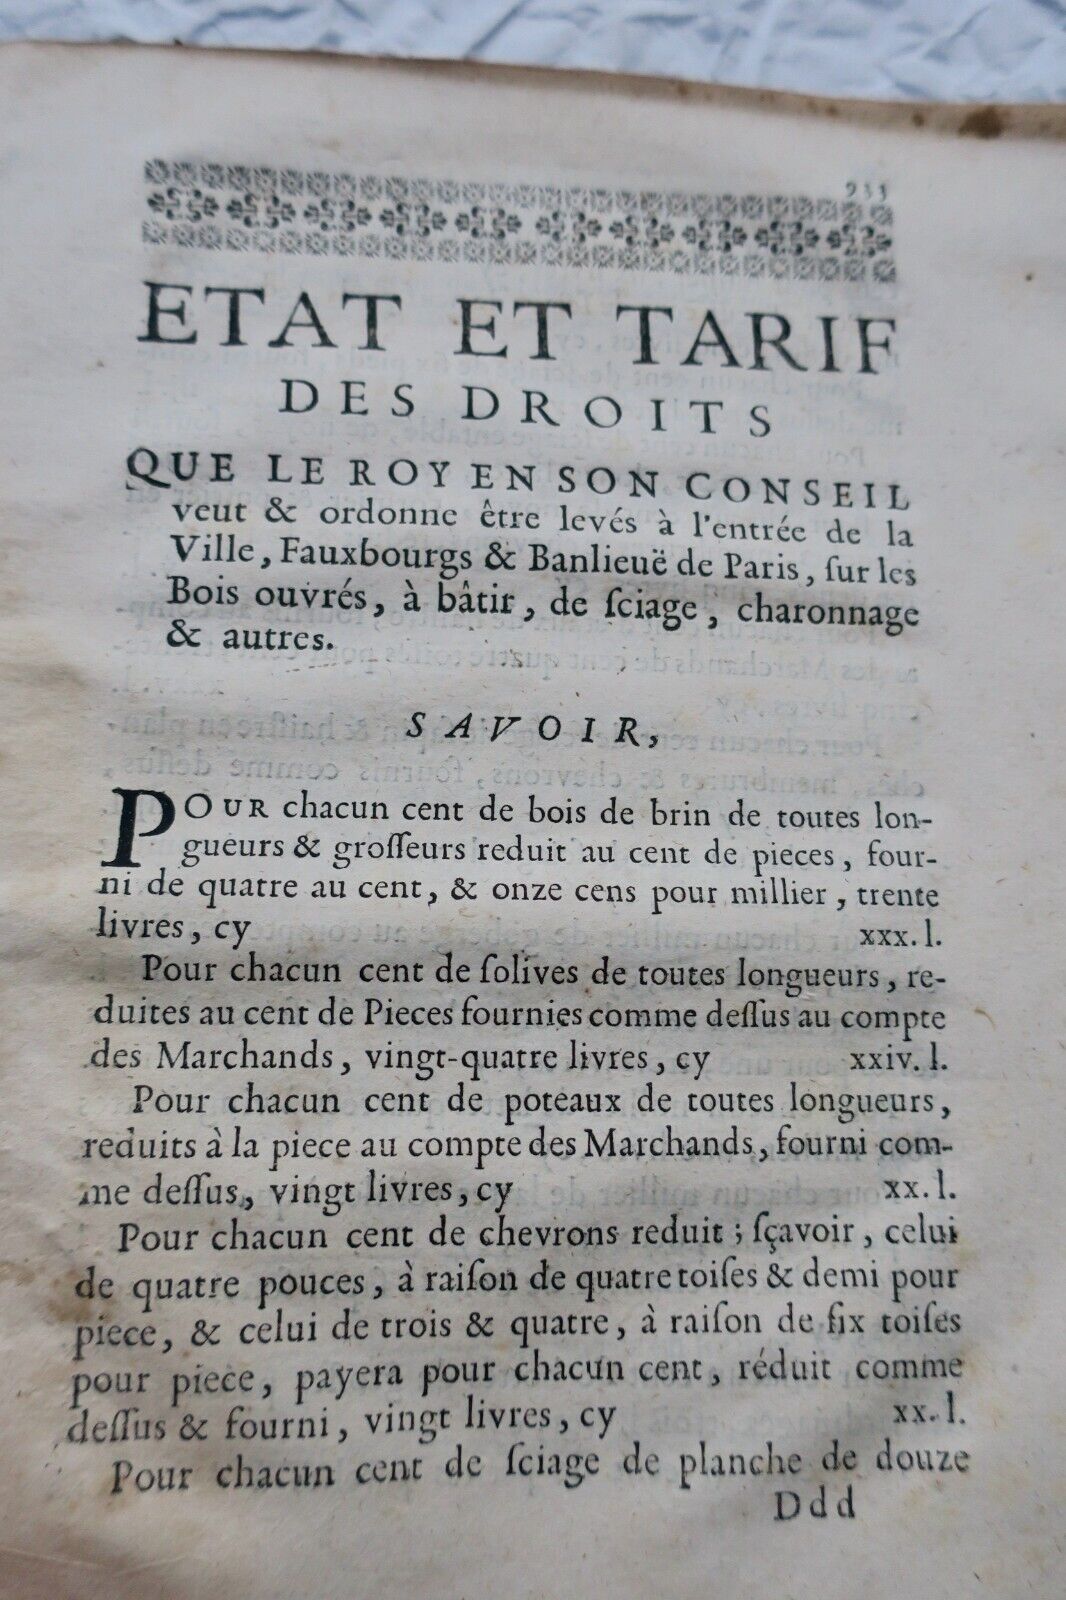 ETAT ET TARIF
DES DROITS
QUE LE ROY EN SON CONSEIL
veut & ordonne être levés à l'entrée de la
Ville, Fauxbourgs & Banlieuë de Paris, ſur les
Bois ouvrés, à bâtir, de ſciage, charonnage
& autres.
SAVOIR,
POUR chacun cent de bois de brin de toutes lon-
gueurs & groſſeurs reduit au cent de pieces, four-
ni de quatre au cent, & onze cens pour millier, trente
livres, cy xxx. l.
Pour chacun cent de ſolives de toutes longueurs, re-
duites au cent de Pieces fournies comme deſſus au compte
des Marchands, vingt-quatre livres, cy xxiv. l.
Pour chacun cent de poteaux de toutes longueurs,
reduits à la piece au compte des Marchands, fourni com-
me deſſus, vingt livres, cy xx. l.
Pour chacun cent de chevrons reduit ; ſçavoir, celui
de quatre pouces, à raiſon de quatre toiſes & demi pour
piece, & celui de trois & quatre, à raiſon de ſix toiſes
pour piece, payera pour chacun cent, réduit comme
deſſus & fourni, vingt livres, cy xx. l.
Pour chacun cent de ſciage de planche de douze
Ddd